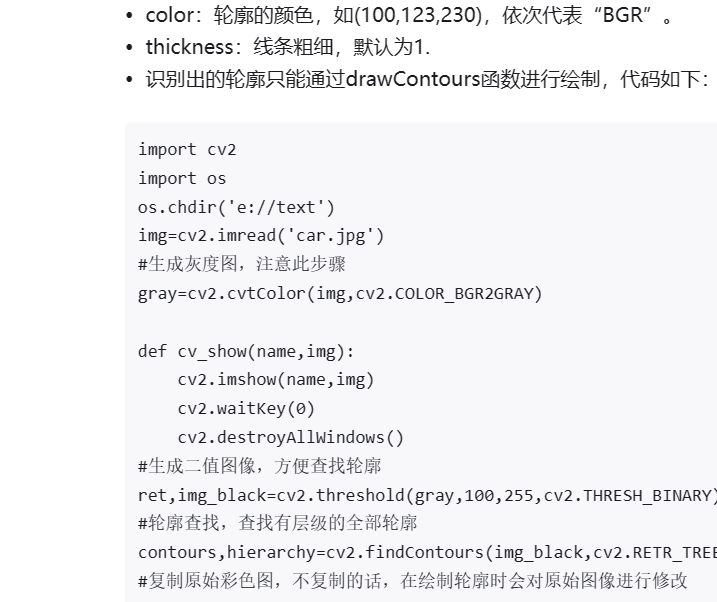 • color：轮廓的颜色，如(100,123,230)，依次代表“BGR”。
• thickness：线条粗细，默认为1.
• 识别出的轮廓只能通过drawContours函数进行绘制，代码如下：
import cv2
import os
os.chdir('e://text')
img=cv2.imread('car.jpg')
#生成灰度图，注意此步骤
gray=cv2.cvtColor(img,cv2.COLOR_BGR2GRAY)
def cv_show(name,img):
    cv2.imshow(name,img)
    cv2.waitKey(0)
    cv2.destroyAllWindows()
#生成二值图像，方便查找轮廓
ret,img_black=cv2.threshold(gray,100,255,cv2.THRESH_BINARY)
#轮廓查找，查找有层级的全部轮廓
contours,hierarchy=cv2.findContours(img_black,cv2.RETR_TREE
#复制原始彩色图，不复制的话，在绘制轮廓时会对原始图像进行修改